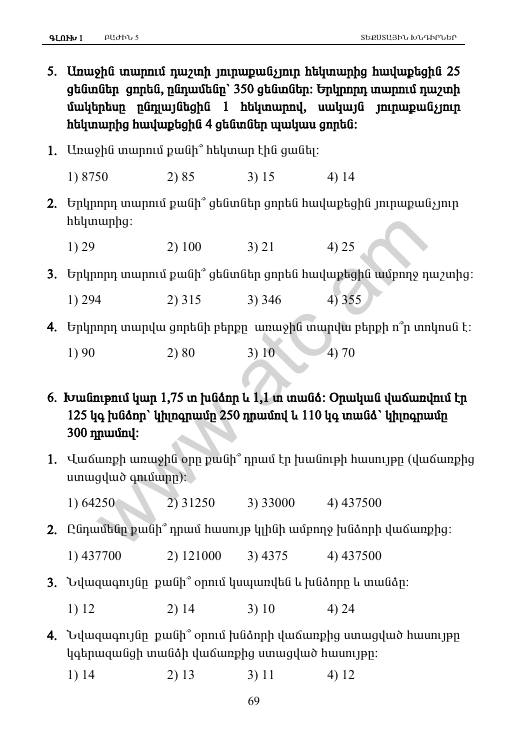 ԳԼՈՒԽ 1 ԲԱԺԻՆ 5 ՏԵՔՍՏԱՅԻՆ ԽՆԴԻՐՆԵՐ
5. Առաջին տարում դաշտի յուրաքանչյուր հեկտարից հավաքեցին 25
ցենտներ ցորեն, ընդամենը՝ 350 ցենտներ: Երկրորդ տարում դաշտի
մակերեսը ընդլայնեցին 1 հեկտարով, սակայն յուրաքանչյուր
հեկտարից հավաքեցին 4 ցենտներ պակաս ցորեն:
1. Առաջին տարում քանի՞ հեկտար էին ցանել:
1) 8750 2) 85 3) 15 4) 14
2. Երկրորդ տարում քանի՞ ցենտներ ցորեն հավաքեցին յուրաքանչյուր
հեկտարից:
1) 29 2) 100 3) 21 4) 25
3. Երկրորդ տարում քանի՞ ցենտներ ցորեն հավաքեցին ամբողջ դաշտից:
1) 294 2) 315 3) 346 4) 355
4. Երկրորդ տարվա ցորենի բերքը առաջին տարվա բերքի ո՞ր տոկոսն է:
1) 90 2) 80 3) 10 4) 70
6. Խանութում կար 1,75 տ խնձոր և 1,1 տ տանձ: Օրական վաճառվում էր
125 կգ խնձոր՝ կիլոգրամը 250 դրամով և 110 կգ տանձ՝ կիլոգրամը
300 դրամով:
1. Վաճառքի առաջին օրը քանի՞ դրամ էր խանութի հասույթը (վաճառքից
ստացված գումարը):
1) 64250 2) 31250 3) 33000 4) 437500
2. Ընդամենը քանի՞ դրամ հասույթ կլինի ամբողջ խնձորի վաճառքից:
1) 437700 2) 121000 3) 4375 4) 437500
3. Նվազագույնը քանի՞ օրում կսպառվեն և խնձորը և տանձը:
1) 12 2) 14 3) 10 4) 24
4. Նվազագույնը քանի՞ օրում խնձորի վաճառքից ստացված հասույթը
կգերազանցի տանձի վաճառքից ստացված հասույթը:
1) 14 2) 13 3) 11 4) 12
69
www.atc.am